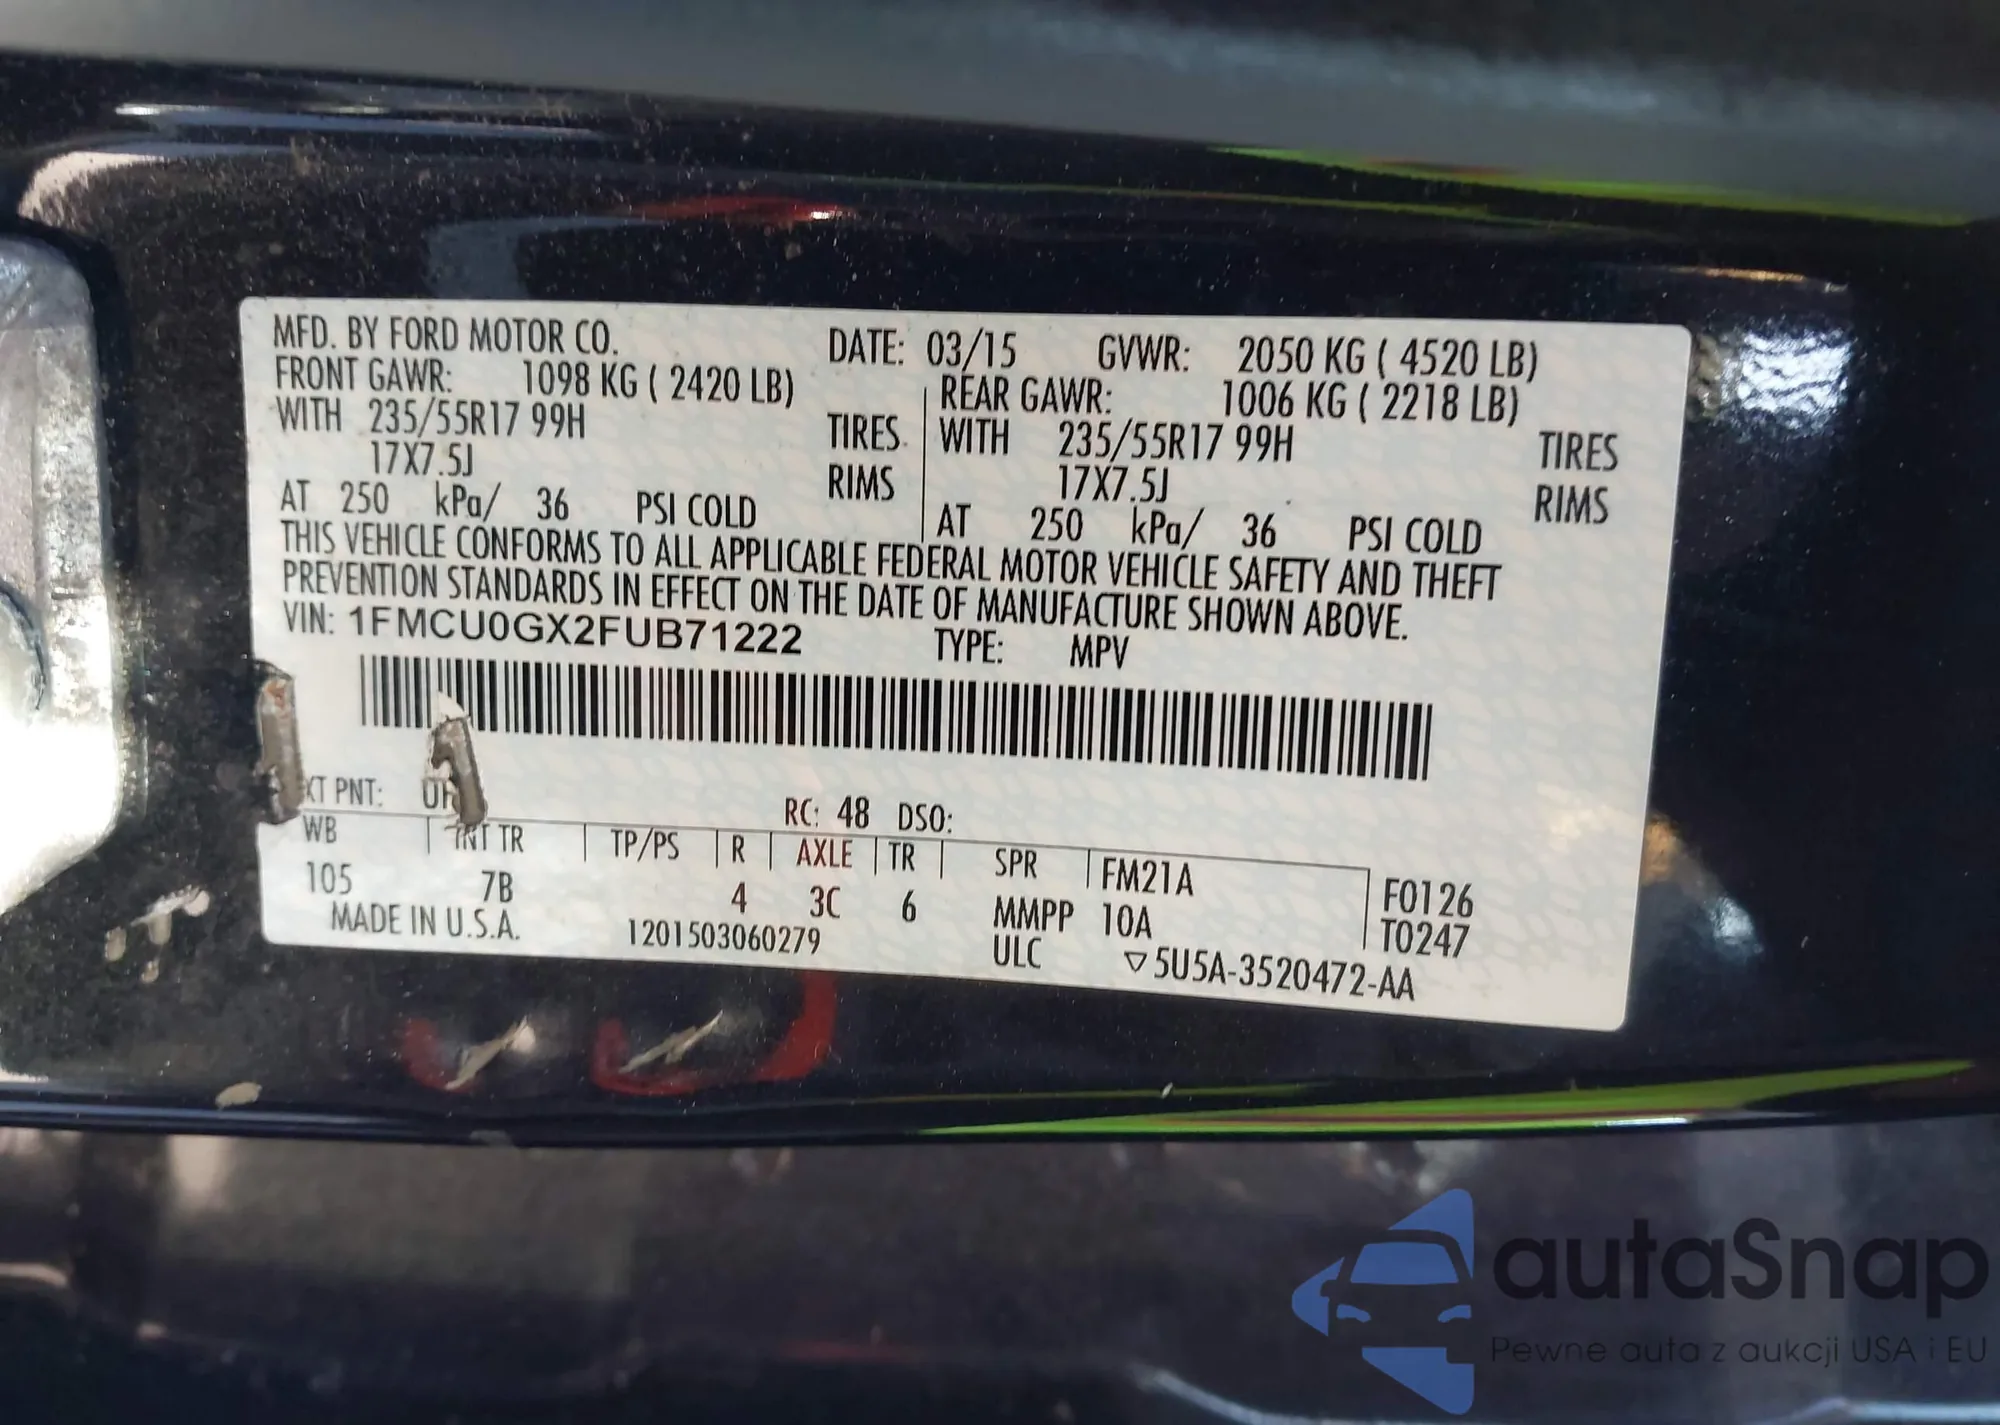 MFD. BY FORD MOTOR CO. DATE: 03/15 GVWR: 2050 KG ( 4520 LB)
FRONT GAWR: 1098 KG ( 2420 LB) REAR GAWR: 1006 KG ( 2218 LB)
WITH 235/55R17 99H TIRES WITH 235/55R17 99H TIRES
17X7.5J RIMS 17X7.5J RIMS
AT 250 kPa/ 36 PSI COLD AT 250 kPa/ 36 PSI COLD
THIS VEHICLE CONFORMS TO ALL APPLICABLE FEDERAL MOTOR VEHICLE SAFETY AND THEFT
PREVENTION STANDARDS IN EFFECT ON THE DATE OF MANUFACTURE SHOWN ABOVE.
VIN: 1FMCU0GX2FUB71222 TYPE: MPV
PNT: RC: 48 DSO:
WB INT TR TP/PS R AXLE TR SPR FM21A F0126
105 7B 4 3C 6 MMPP 10A T0247
MADE IN U.S.A. 1201503060279 ULC ▽5U5A-3520472-AA
autaSnap
Pewne auta z aukcji USA i EU